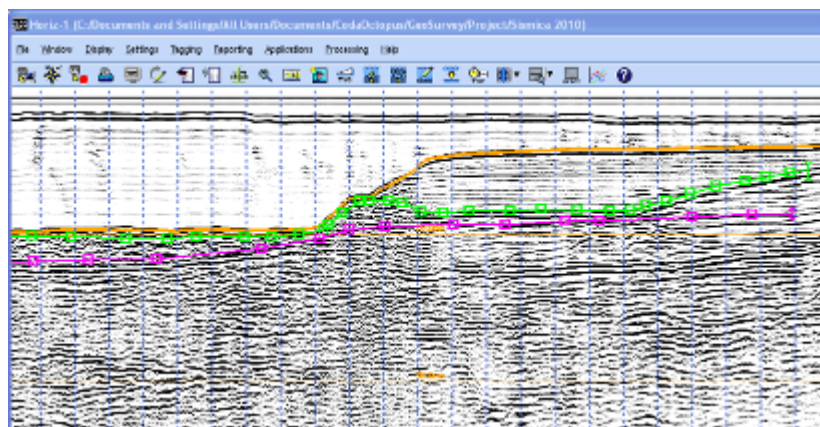 Horiz-1 (C:/Documents and Settings/All Users/Documents/CodaOctopus/GeoSurvey/Project/Sismica 2010)
File Window Display Settings Tagging Reporting Applications Processing Help